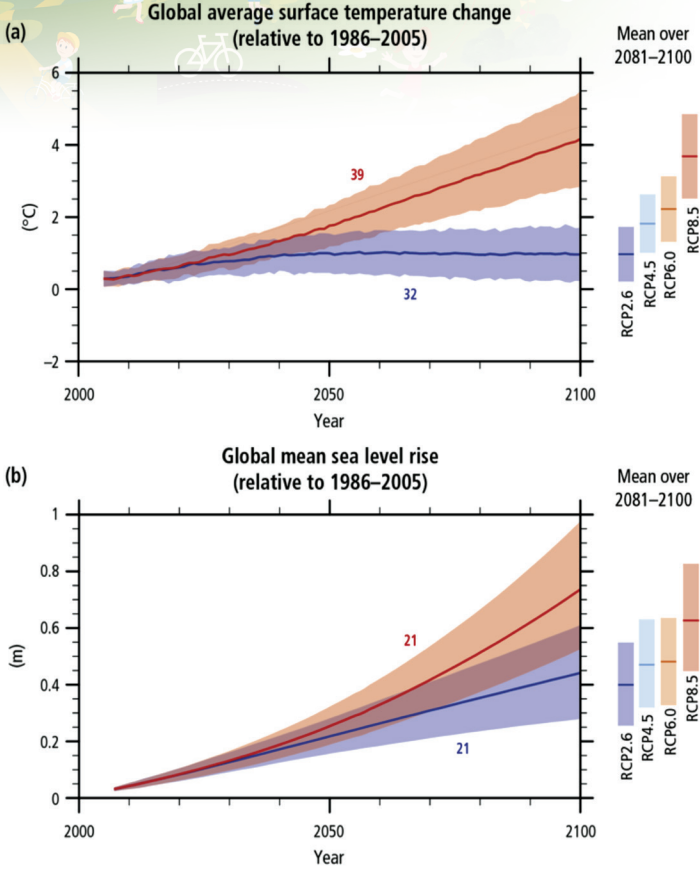 (a)
Global average surface temperature change
(relative to 1986–2005)
Mean over
2081–2100
6
4
2
0
−2
(°C)
39
32
2000
2050
2100
Year
RCP2.6
RCP4.5
RCP6.0
RCP8.5
(b)
Global mean sea level rise
(relative to 1986–2005)
Mean over
2081–2100
1
0.8
0.6
0.4
0.2
0
(m)
21
21
2000
2050
2100
Year
RCP2.6
RCP4.5
RCP6.0
RCP8.5